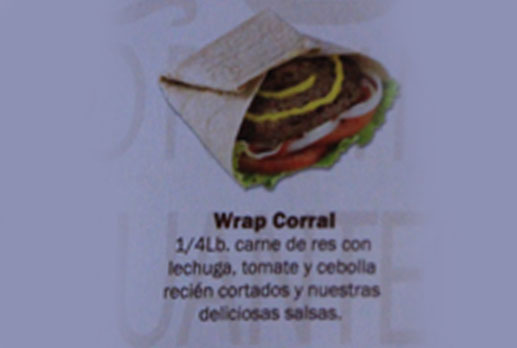 Wrap Corral
1/4Lb. carne de res con
lechuga, tomate y cebolla
recién cortados y nuestras
deliciosas salsas.